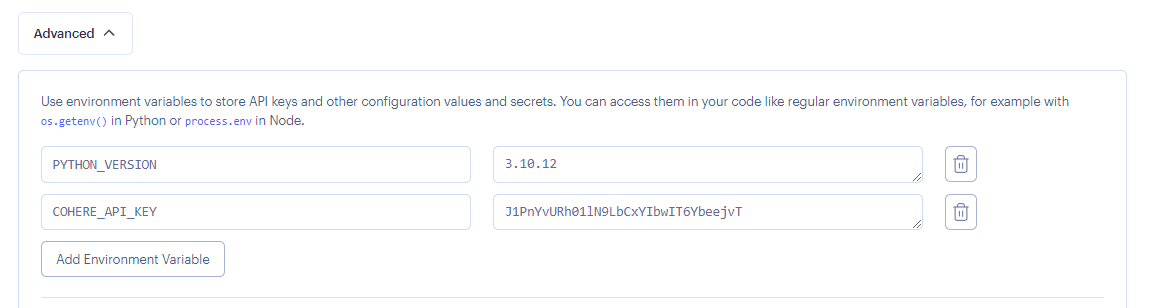 Advanced
Use environment variables to store API keys and other configuration values and secrets. You can access them in your code like regular environment variables, for example with
os.getenv() in Python or process.env in Node.
PYTHON_VERSION 3.10.12
COHERE_API_KEY J1PnYvURh01lN9LbCxYIbwIT6YbeejvT
Add Environment Variable